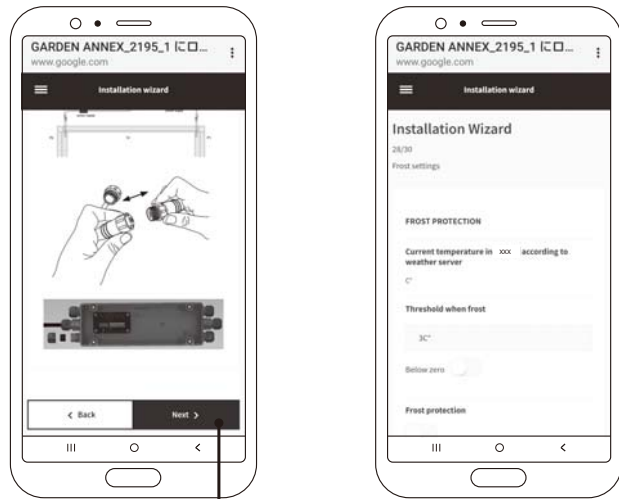 GARDEN ANNEX_2195_1 にロ...
www.google.com
Installation wizard
Back
Next
GARDEN ANNEX_2195_1 にロ...
www.google.com
Installation wizard
Installation Wizard
28/30
Frost settings
FROST PROTECTION
Current temperature in xxx according to
weather server
C°
Threshold when frost
3C°
Below zero
Frost protection